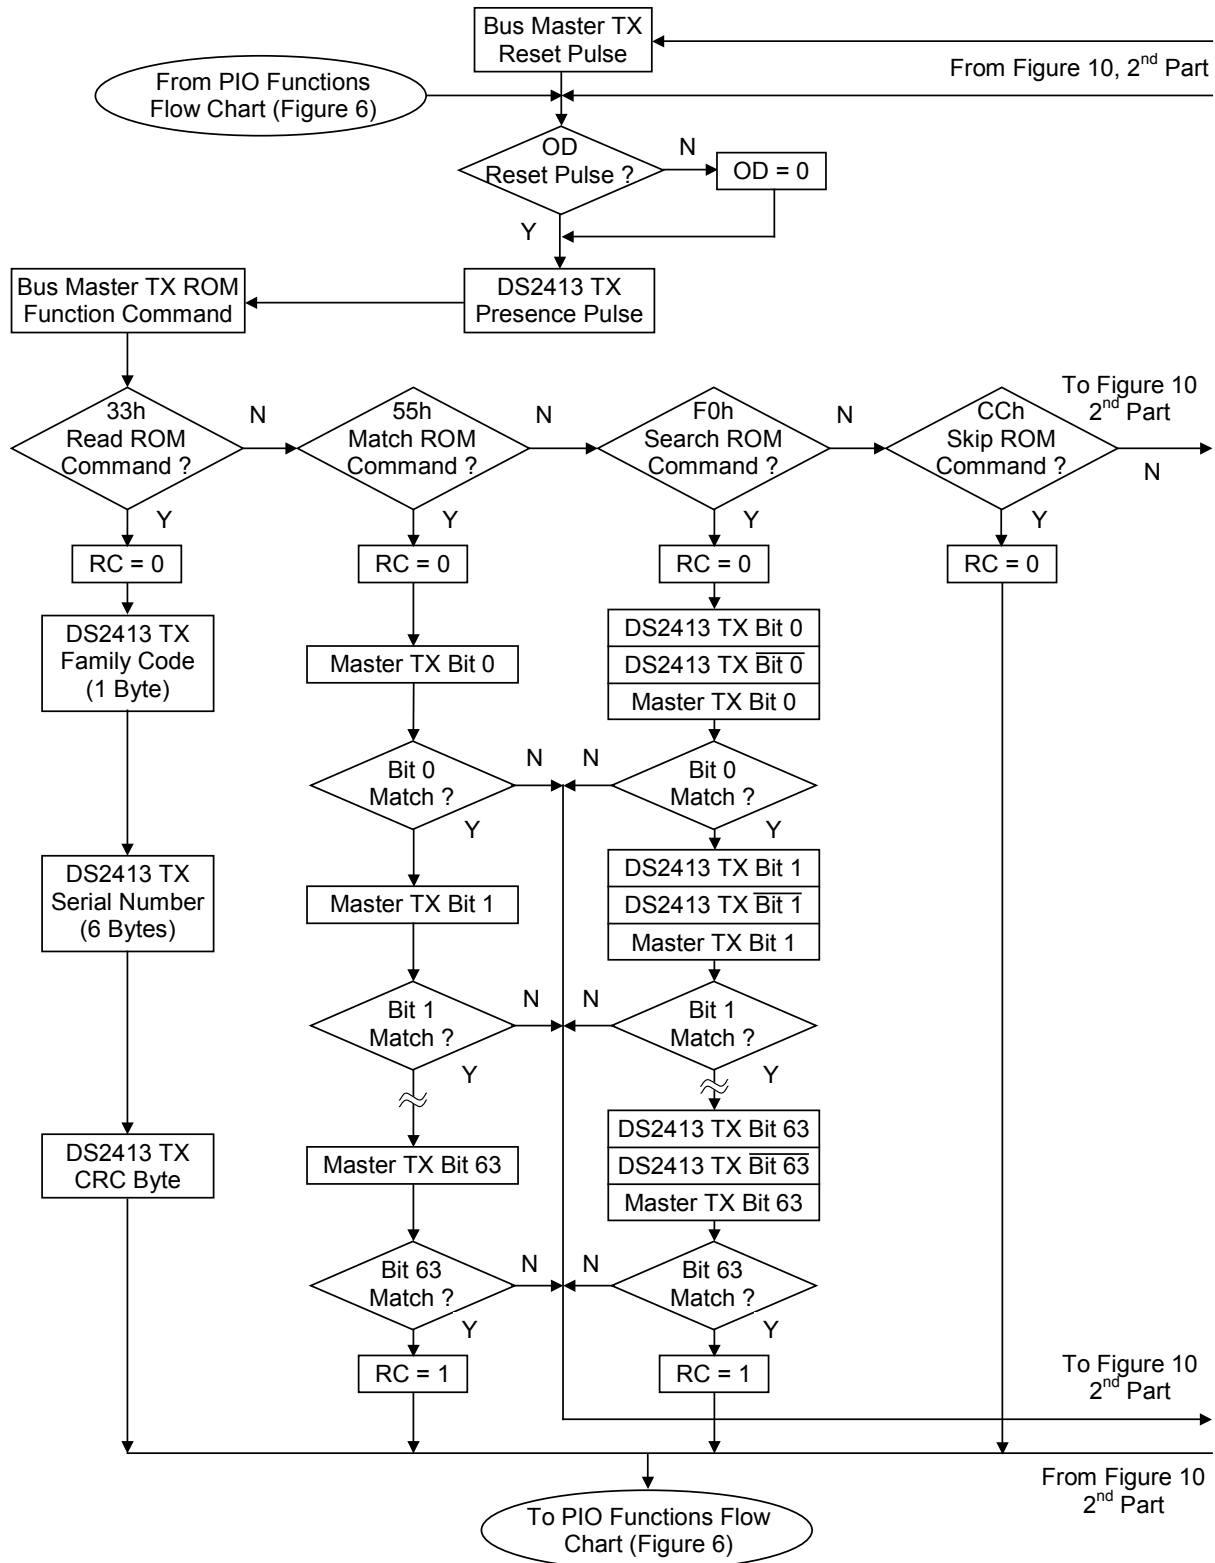 Bus Master TX
Reset Pulse
From Figure 10, 2nd Part
From PIO Functions
Flow Chart (Figure 6)
OD
Reset Pulse ?
N
OD = 0
Y
Bus Master TX ROM
Function Command
DS2413 TX
Presence Pulse
33h
Read ROM
Command ?
N
55h
Match ROM
Command ?
N
F0h
Search ROM
Command ?
N
CCh
Skip ROM
Command ?
To Figure 10
2nd Part
N
Y
Y
Y
Y
RC = 0
RC = 0
RC = 0
RC = 0
DS2413 TX
Family Code
(1 Byte)
Master TX Bit 0
DS2413 TX Bit 0
DS2413 TX B̅i̅t̅ ̅0̅
Master TX Bit 0
Bit 0
Match ?
N
N
Bit 0
Match ?
Y
Y
DS2413 TX
Serial Number
(6 Bytes)
Master TX Bit 1
DS2413 TX Bit 1
DS2413 TX B̅i̅t̅ ̅1̅
Master TX Bit 1
Bit 1
Match ?
N
N
Bit 1
Match ?
Y
Y
DS2413 TX
CRC Byte
Master TX Bit 63
DS2413 TX Bit 63
DS2413 TX B̅i̅t̅ ̅6̅3̅
Master TX Bit 63
Bit 63
Match ?
N
N
Bit 63
Match ?
Y
Y
RC = 1
RC = 1
To Figure 10
2nd Part
From Figure 10
2nd Part
To PIO Functions Flow
Chart (Figure 6)